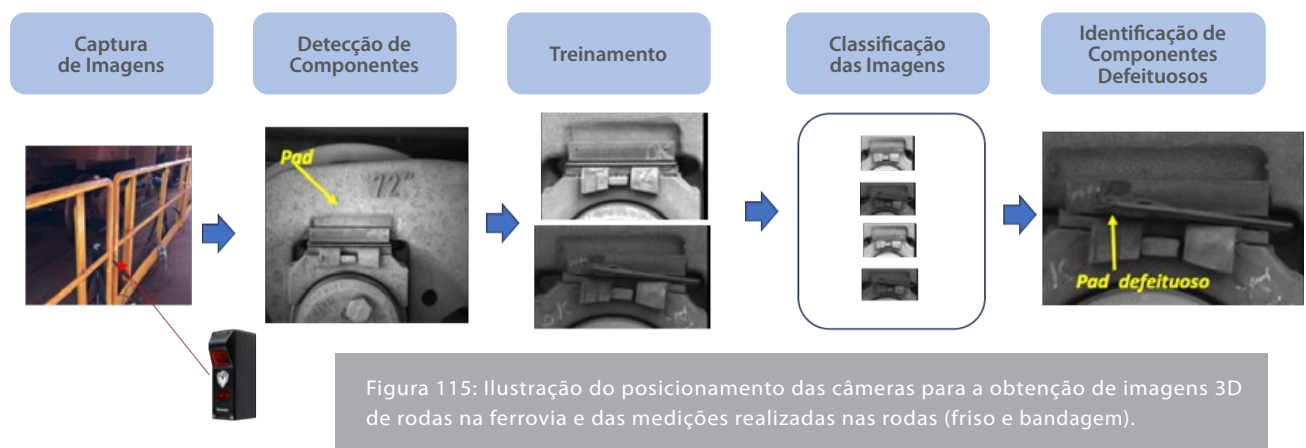 Captura
de Imagens
Detecção de
Componentes
Treinamento
Classificação
das Imagens
Identificação de
Componentes
Defeituosos
Pad
72"
Pad defeituoso
Figura 115: Ilustração do posicionamento das câmeras para a obtenção de imagens 3D
de rodas na ferrovia e das medições realizadas nas rodas (friso e bandagem).